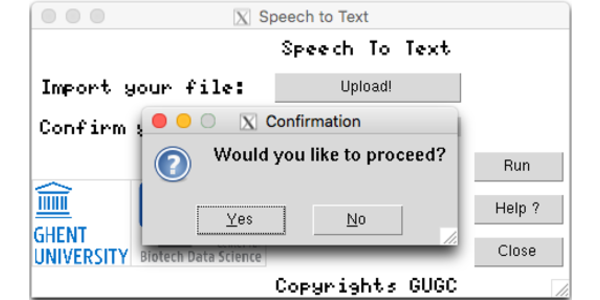 Speech to Text
Speech To Text
Import your file:
Upload!
Confirm
Confirmation
Would you like to proceed?
Yes
No
Run
Help ?
Close
GHENT
UNIVERSITY
Biotech Data Science
Copyrights GUGC